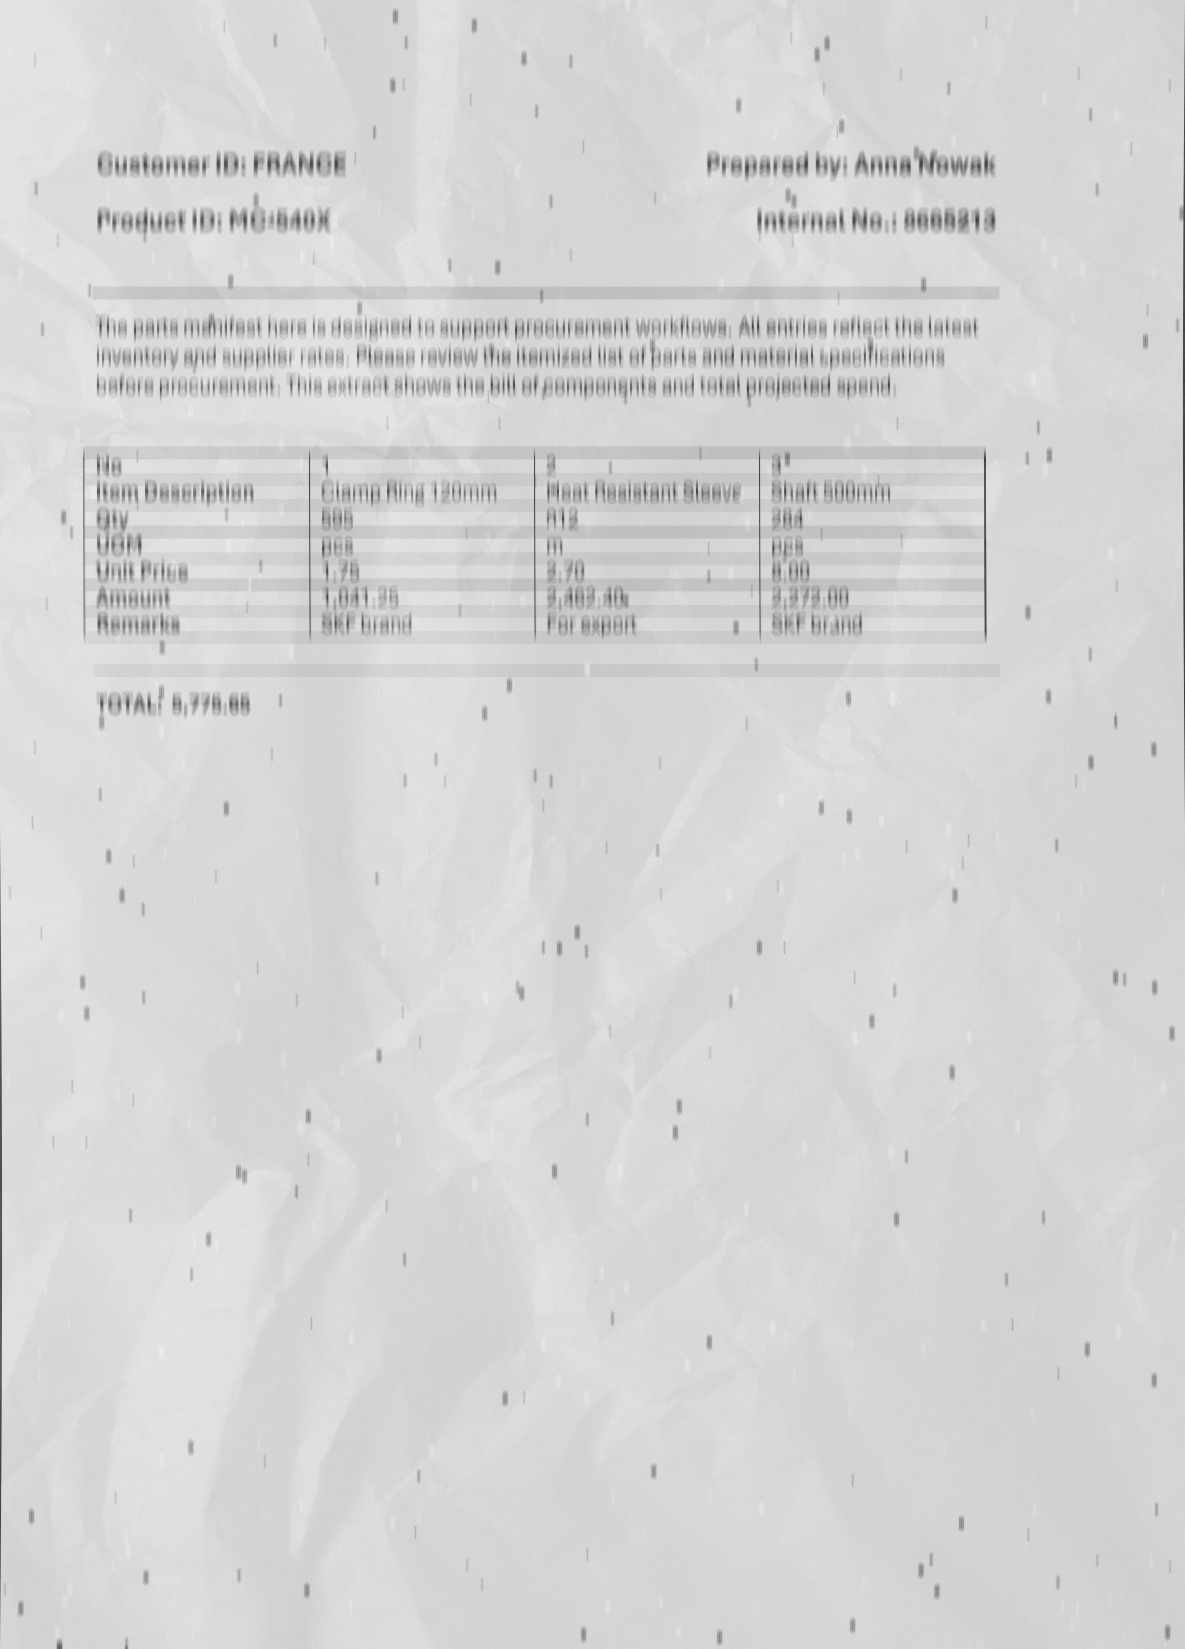 Customer ID: FRANCE
Prepared by: Anna Nowak
Product ID: MC-540X
Internal No.:
The parts manifest here is designed to support procurement workflows. All entries reflect the latest
inventory and supplier rates. Please review the itemized list of parts and material specifications
before procurement. This extract shows the bill of components and total projected spend.
No 1 2 3
Item Description Clamp Ring 120mm Heat Resistant Sleeve Shaft 500mm
Qty 595 912 284
UOM pcs m pcs
Unit Price 1.75 2.70 8.00
Amount 1,041.25 2,462.40 2,272.00
Remarks SKF brand For export SKF brand
TOTAL: 5,775.65